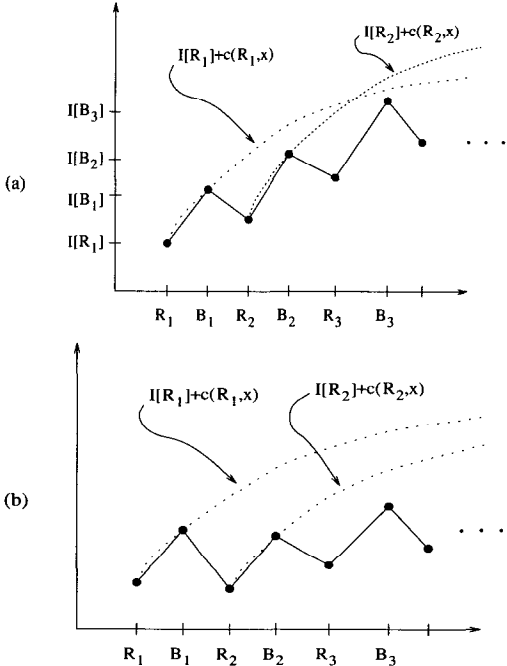 I[R₂]+c(R₂,x)
I[R₁]+c(R₁,x)
I[B₃]
I[B₂]
(a)
I[B₁]
I[R₁]
R₁ B₁ R₂ B₂ R₃ B₃
I[R₁]+c(R₁,x) I[R₂]+c(R₂,x)
(b)
R₁ B₁ R₂ B₂ R₃ B₃